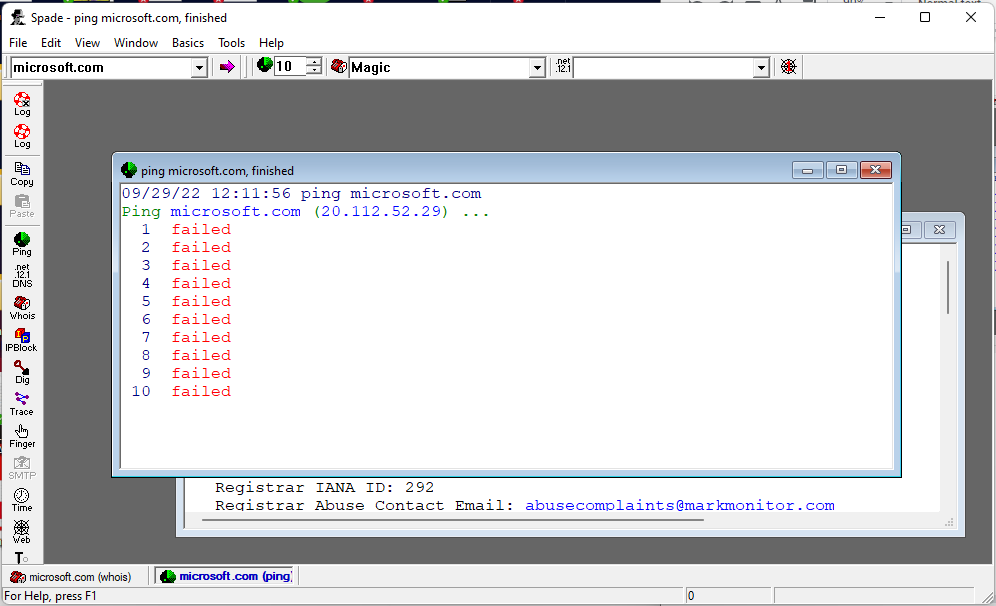 Spade - ping microsoft.com, finished
File Edit View Window Basics Tools Help
microsoft.com 10 Magic .net .12.1
Log
Log
Copy
Paste
Ping
.net
.12.1
DNS
Whois
IPBlock
Dig
Trace
Finger
SMTP
Time
Web
To
ping microsoft.com, finished
09/29/22 12:11:56 ping microsoft.com
Ping microsoft.com (20.112.52.29) ...
1 failed
2 failed
3 failed
4 failed
5 failed
6 failed
7 failed
8 failed
9 failed
10 failed
Registrar IANA ID: 292
Registrar Abuse Contact Email: abusecomplaints@markmonitor.com
microsoft.com (whois) microsoft.com (ping)
For Help, press F1 0